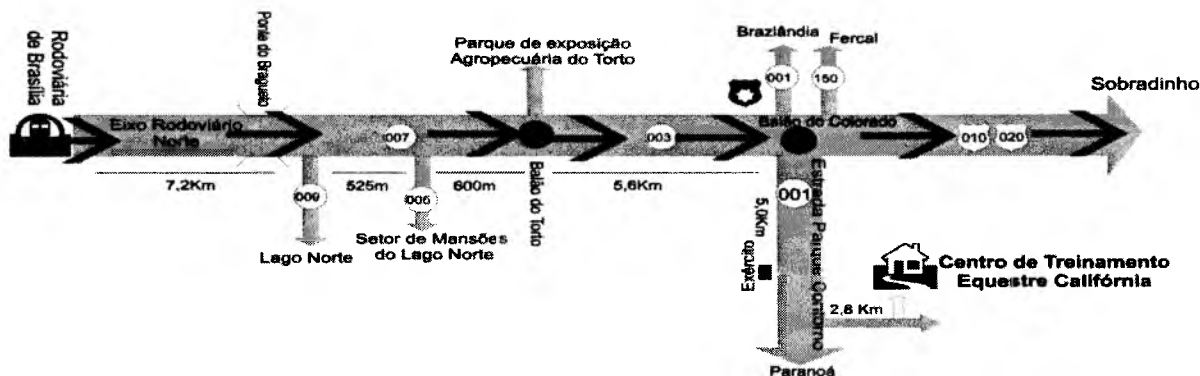 Rodoviária
de Brasília
Ponte do Bragueto
Eixo Rodoviário
Norte
7,2Km
009
Lago Norte
525m
007
005
Setor de Mansões
do Lago Norte
600m
Parque de exposição
Agropecuária do Torto
Balão do Torto
003
5,6Km
Brazlândia
001
Fercal
150
Balão do Colorado
010
020
Sobradinho
001
Estrada Parque Contorno
5,0Km
Exército
Centro de Treinamento
Equestre Califórnia
2,8 Km
Paranoá